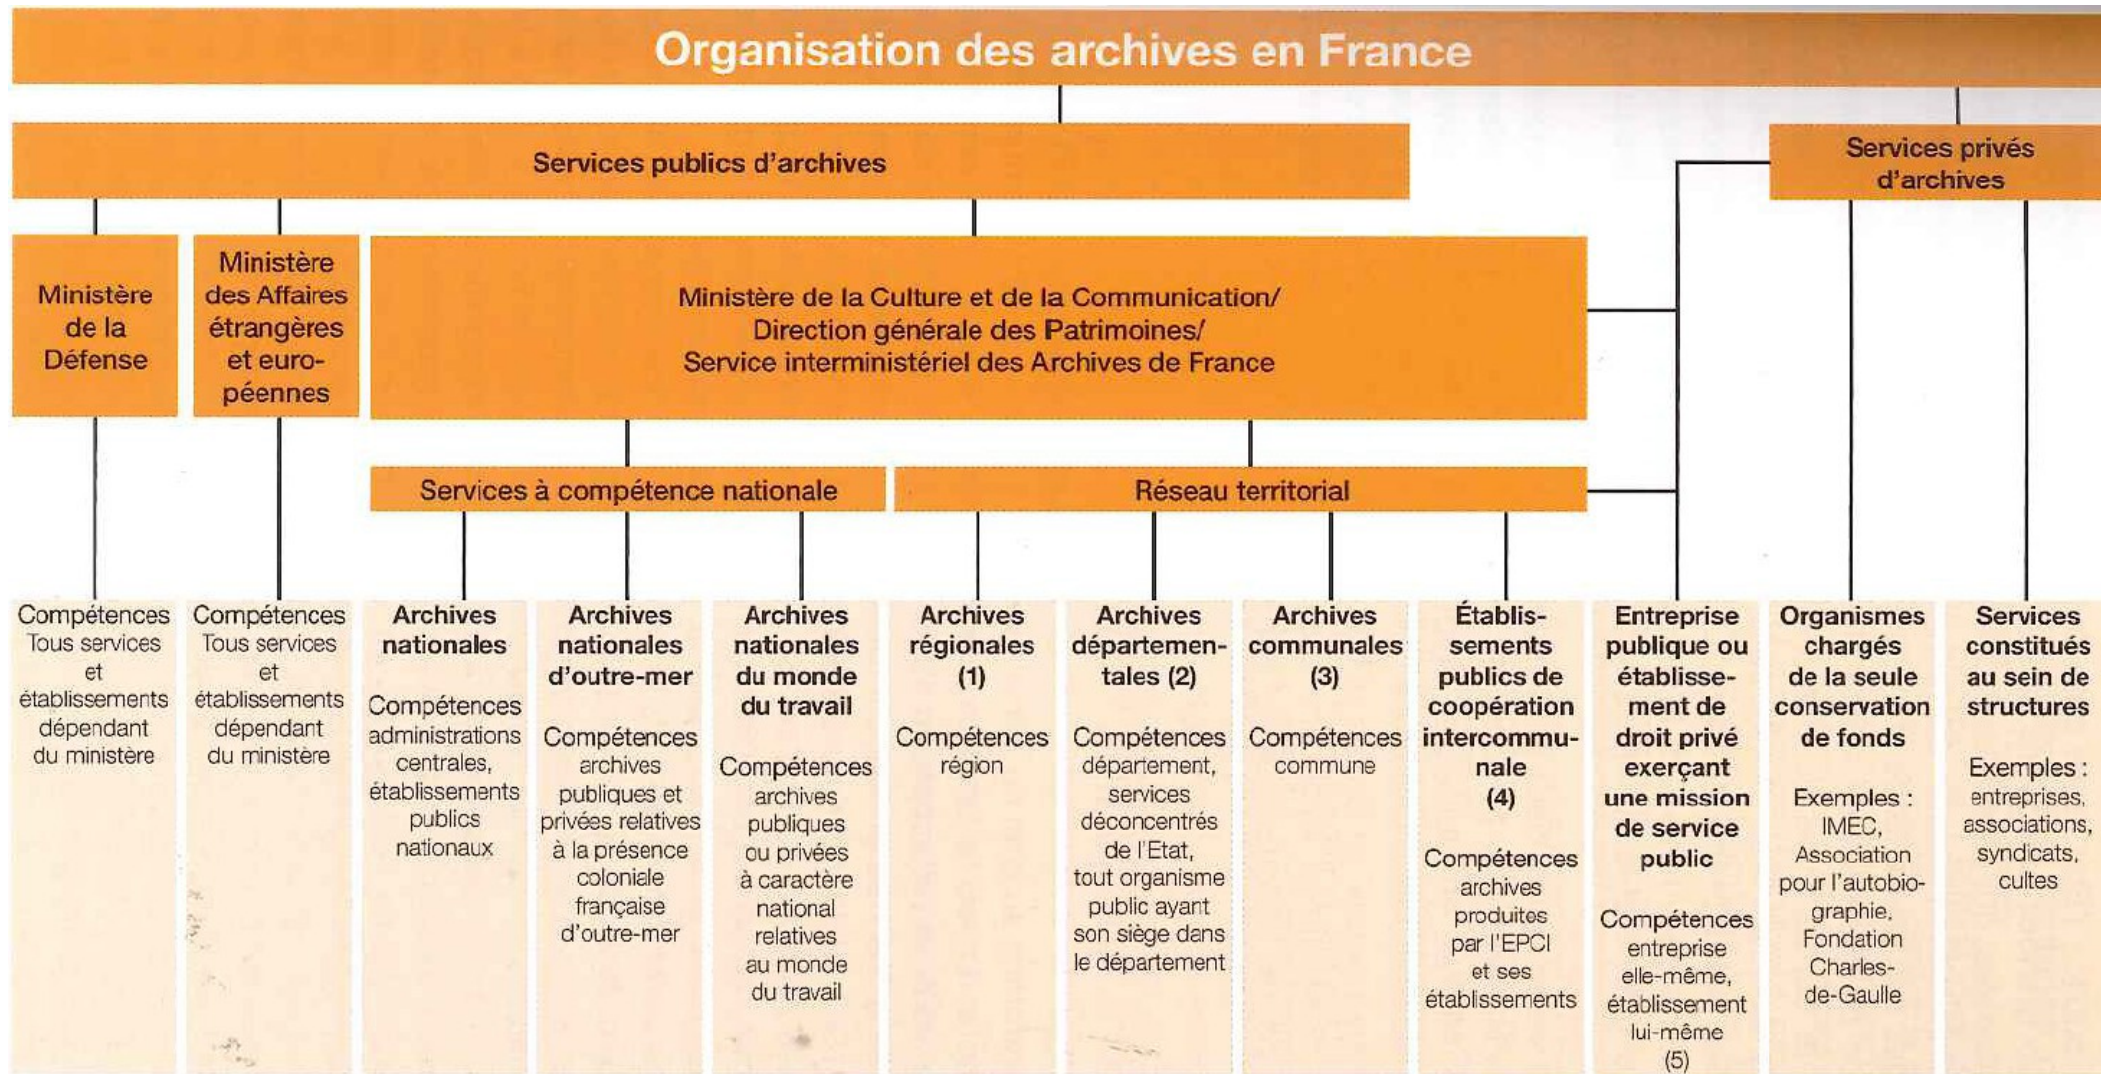 Organisation des archives en France
Services publics d'archives
Services privés
d'archives
Ministère
de la
Défense
Ministère
des Affaires
étrangères
et euro-
péennes
Ministère de la Culture et de la Communication/
Direction générale des Patrimoines/
Service interministériel des Archives de France
Services à compétence nationale
Réseau territorial
Compétences
Tous services
et
établissements
dépendant
du ministère
Compétences
Tous services
et
établissements
dépendant
du ministère
Archives
nationales
Compétences
administrations
centrales,
établissements
publics
nationaux
Archives
nationales
d'outre-mer
Compétences
archives
publiques et
privées relatives
à la présence
coloniale
française
d'outre-mer
Archives
nationales
du monde
du travail
Compétences
archives
publiques
ou privées
à caractère
national
relatives
au monde
du travail
Archives
régionales
(1)
Compétences
région
Archives
départemen-
tales (2)
Compétences
département,
services
déconcentrés
de l'Etat,
tout organisme
public ayant
son siège dans
le département
Archives
communales
(3)
Compétences
commune
Établis-
sements
publics de
coopération
intercommu-
nale
(4)
Compétences
archives
produites
par l'EPCI
et ses
établissements
Entreprise
publique ou
établisse-
ment de
droit privé
exerçant
une mission
de service
public
Compétences
entreprise
elle-même,
établissement
lui-même
(5)
Organismes
chargés
de la seule
conservation
de fonds
Exemples :
IMEC,
Association
pour l'autobio-
graphie,
Fondation
Charles-
de-Gaulle
Services
constitués
au sein de
structures
Exemples :
entreprises,
associations,
syndicats,
cultes